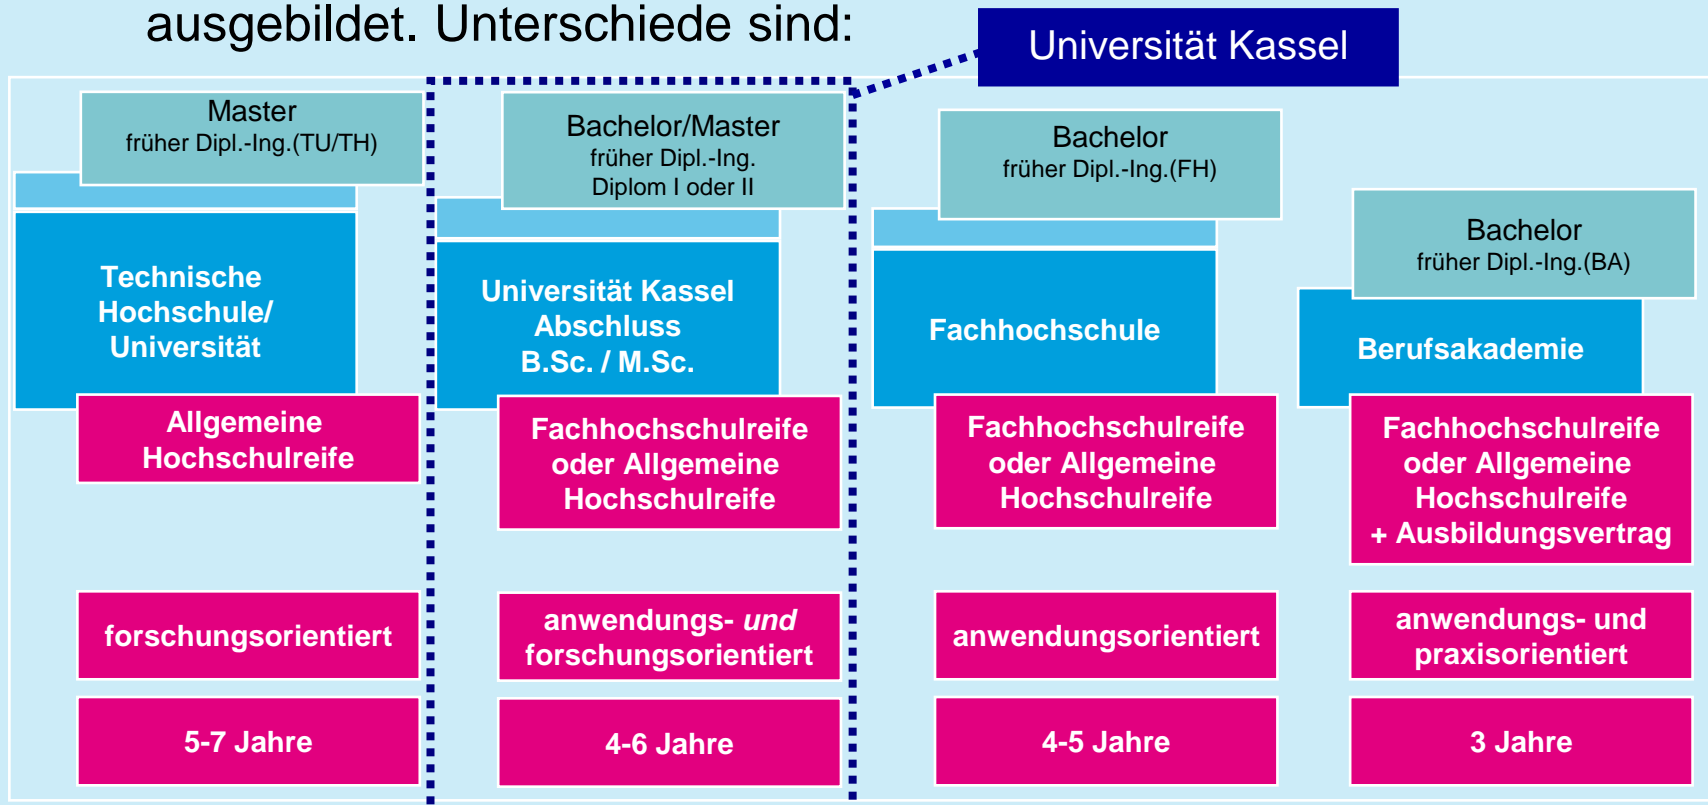 ausgebildet. Unterschiede sind:
Universität Kassel
Master
früher Dipl.-Ing.(TU/TH)
Technische
Hochschule/
Universität
Allgemeine
Hochschulreife
forschungsorientiert
5-7 Jahre
Bachelor/Master
früher Dipl.-Ing.
Diplom I oder II
Universität Kassel
Abschluss
B.Sc. / M.Sc.
Fachhochschulreife
oder Allgemeine
Hochschulreife
anwendungs- und
forschungsorientiert
4-6 Jahre
Bachelor
früher Dipl.-Ing.(FH)
Fachhochschule
Fachhochschulreife
oder Allgemeine
Hochschulreife
anwendungsorientiert
4-5 Jahre
Bachelor
früher Dipl.-Ing.(BA)
Berufsakademie
Fachhochschulreife
oder Allgemeine
Hochschulreife
+ Ausbildungsvertrag
anwendungs- und
praxisorientiert
3 Jahre